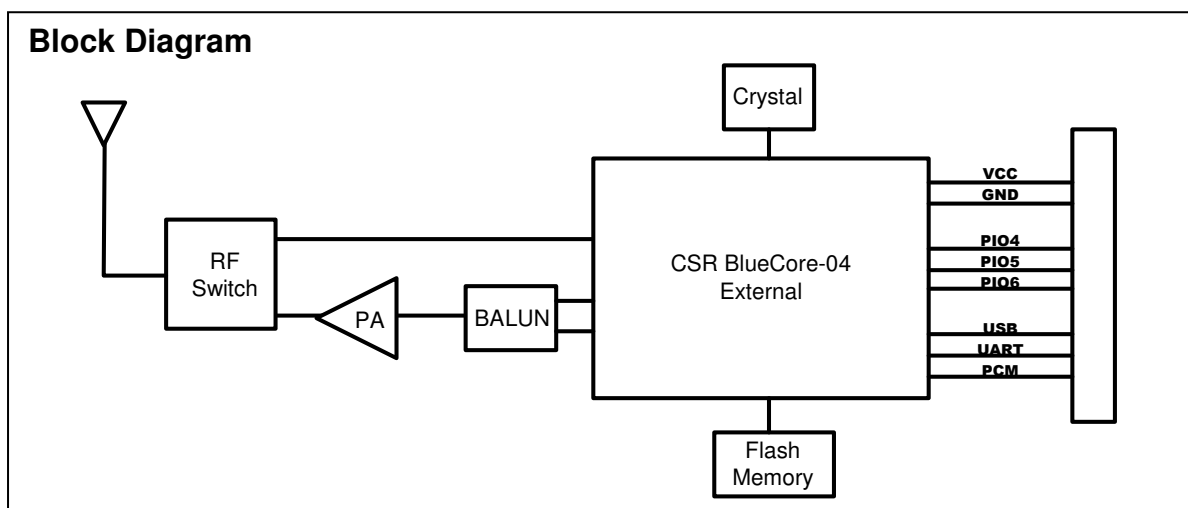 Block Diagram
Crystal
VCC
GND
RF
Switch
CSR BlueCore-04
External
PIO4
PIO5
PIO6
PA
BALUN
USB
UART
PCM
Flash
Memory